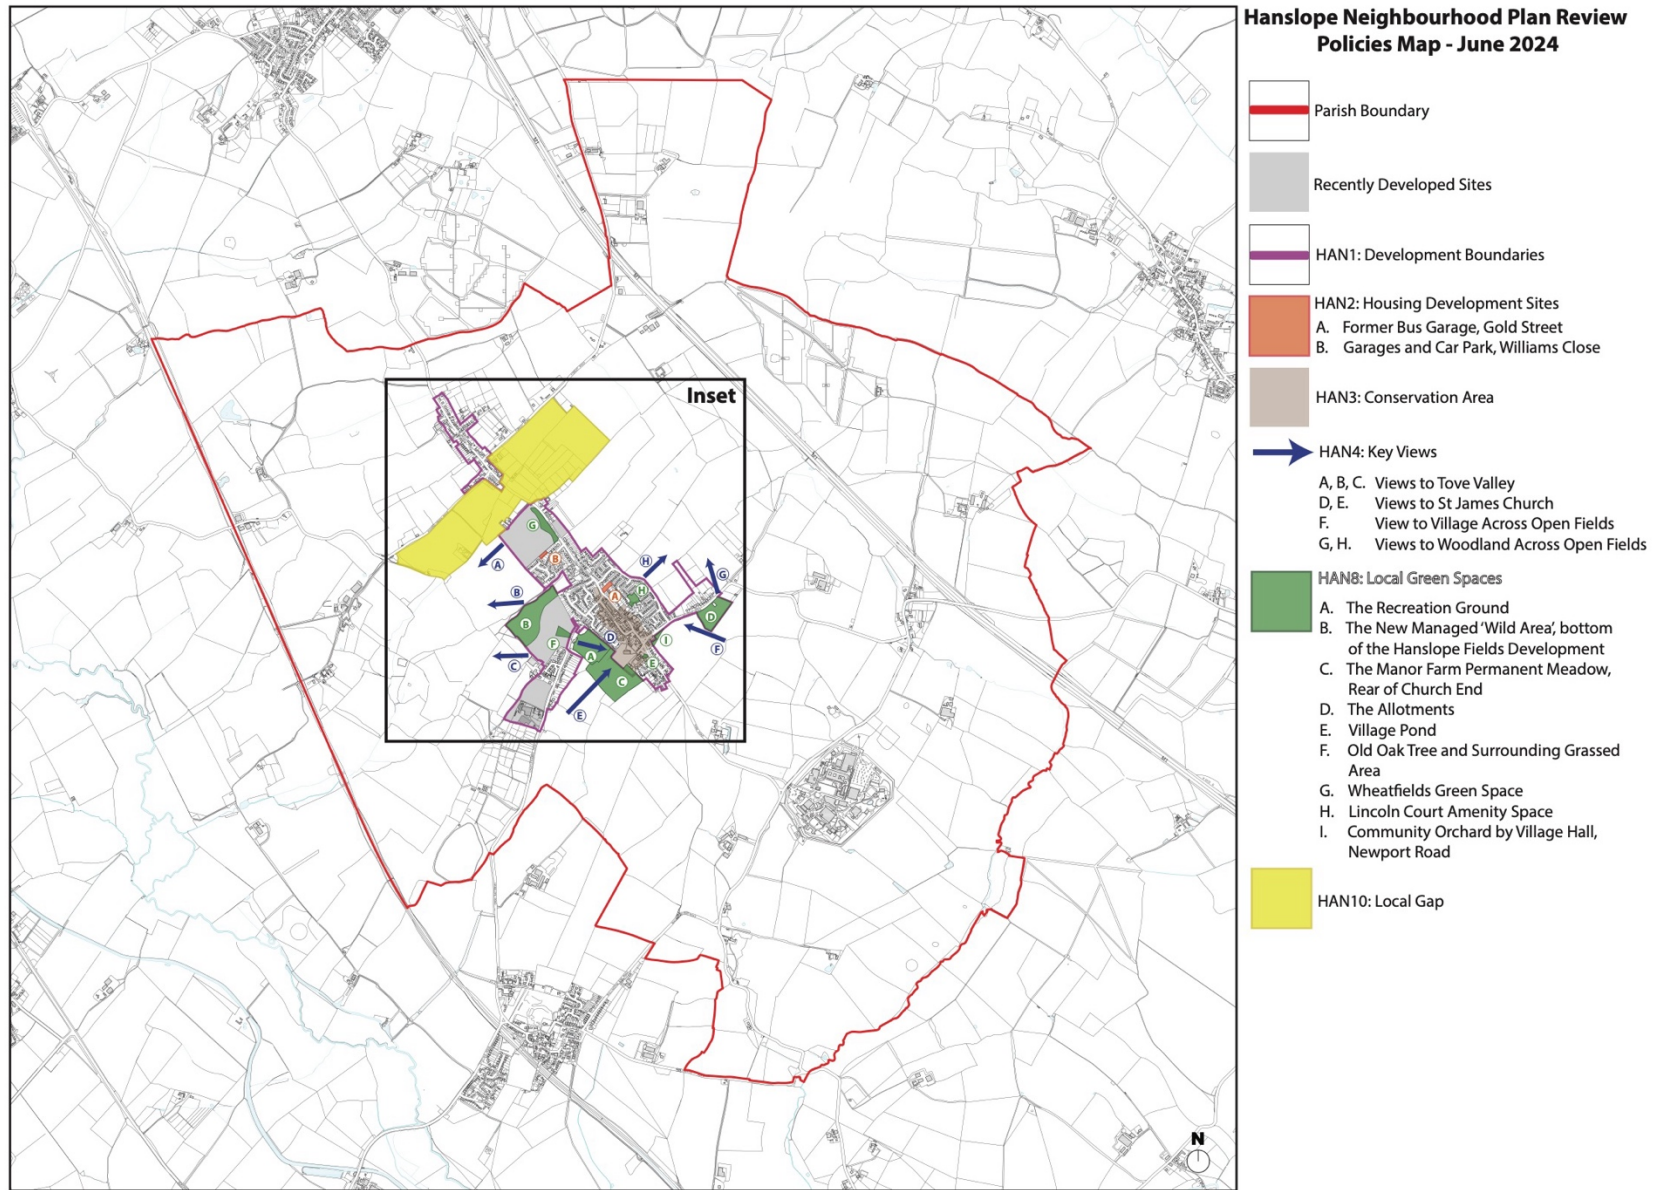 Hanslope Neighbourhood Plan Review
Policies Map - June 2024
Parish Boundary
Recently Developed Sites
HAN1: Development Boundaries
HAN2: Housing Development Sites
A. Former Bus Garage, Gold Street
B. Garages and Car Park, Williams Close
HAN3: Conservation Area
HAN4: Key Views
A, B, C. Views to Tove Valley
D, E. Views to St James Church
F. View to Village Across Open Fields
G, H. Views to Woodland Across Open Fields
HAN8: Local Green Spaces
A. The Recreation Ground
B. The New Managed 'Wild Area', bottom
of the Hanslope Fields Development
C. The Manor Farm Permanent Meadow,
Rear of Church End
D. The Allotments
E. Village Pond
F. Old Oak Tree and Surrounding Grassed
Area
G. Wheatfields Green Space
H. Lincoln Court Amenity Space
I. Community Orchard by Village Hall,
Newport Road
HAN10: Local Gap
Inset
G
A
B
H
G
B
A
H
D
B
F
D
I
F
C
A
E
C
E
N